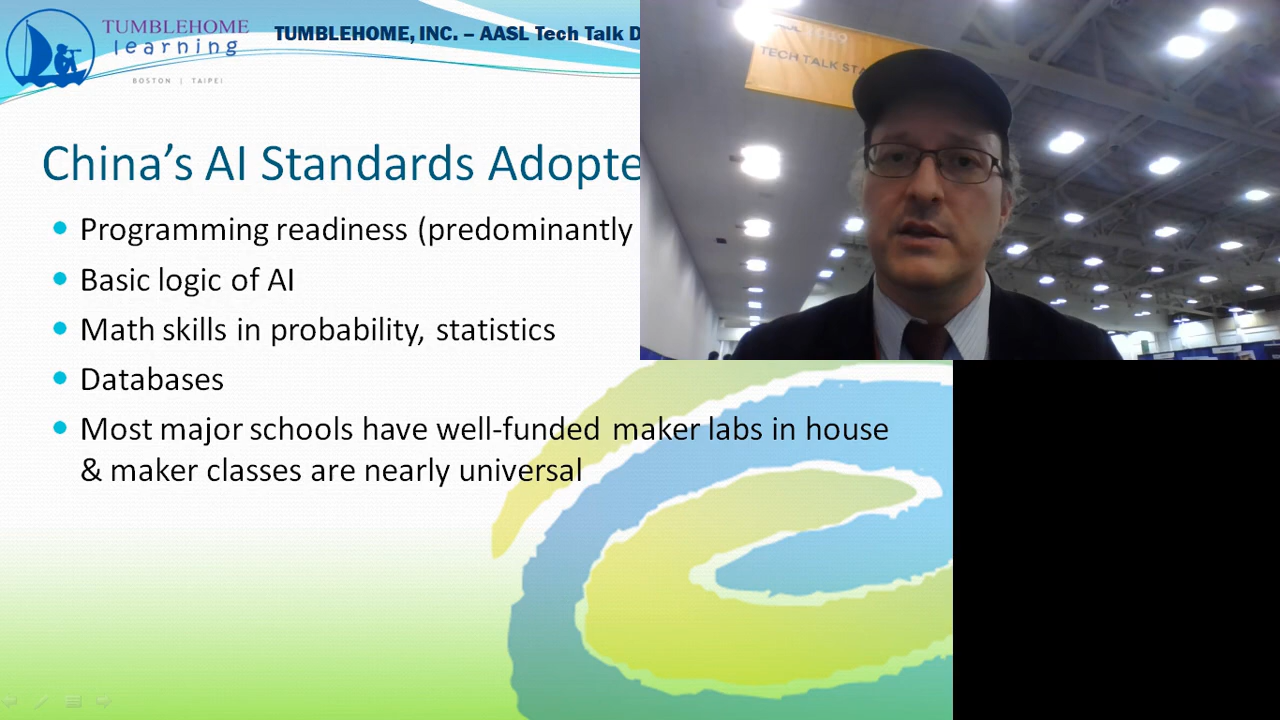 TUMBLEHOME
learning
BOSTON | TAIPEI
TUMBLEHOME, INC. – AASL Tech Talk D
TECH TALK STA
China's AI Standards Adopte
Programming readiness (predominantly
Basic logic of AI
Math skills in probability, statistics
Databases
Most major schools have well-funded maker labs in house
& maker classes are nearly universal